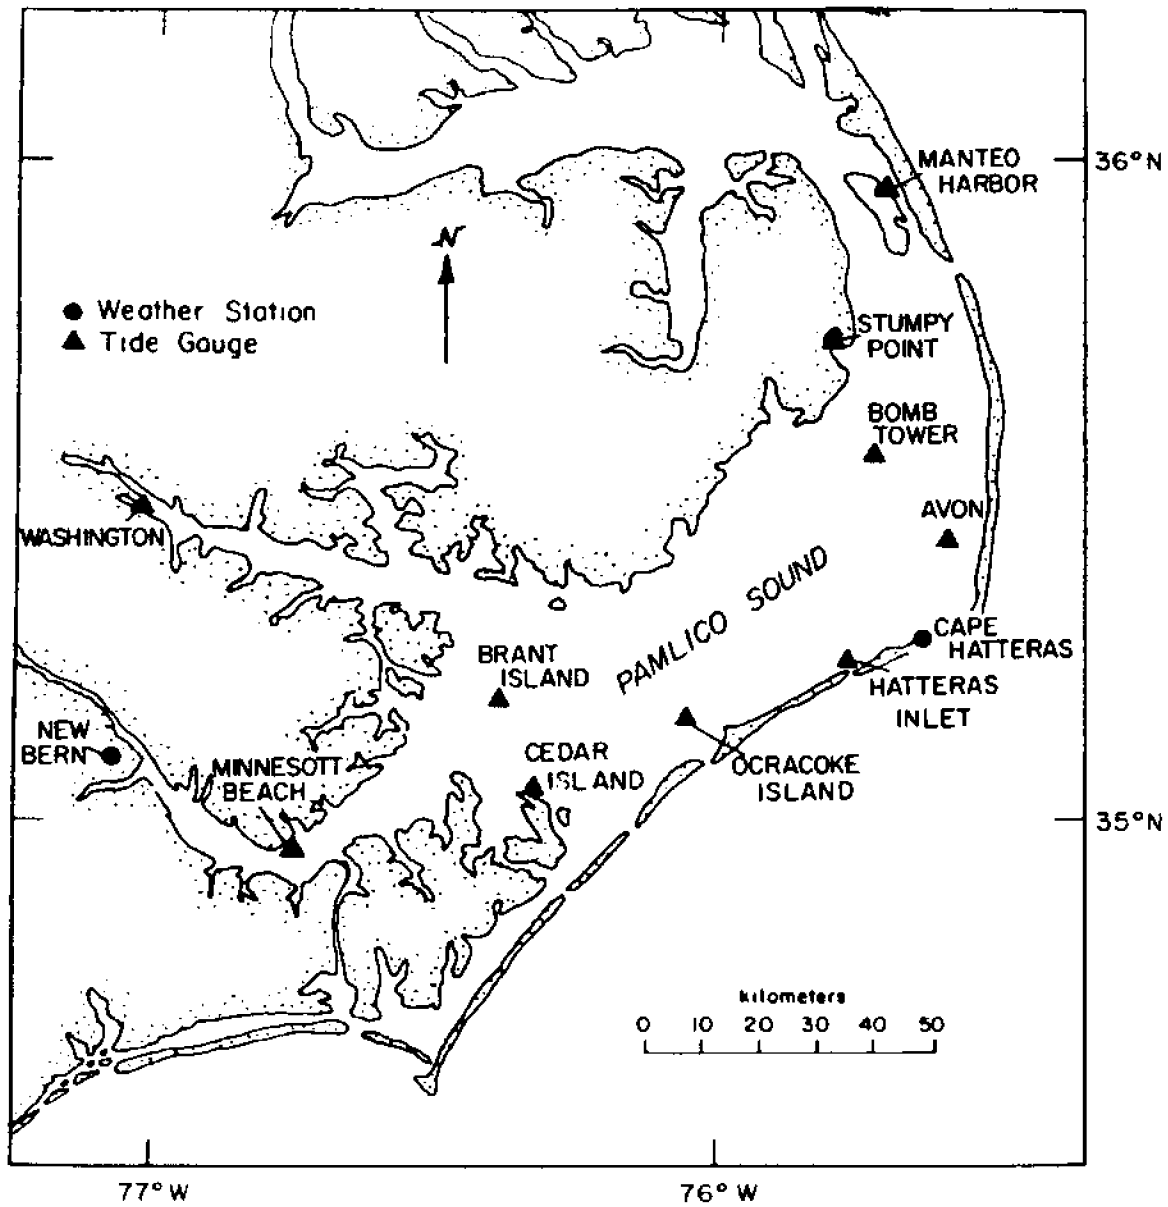 36°N
MANTEO
HARBOR
N
● Weather Station
▲ Tide Gauge
STUMPY
POINT
BOMB
TOWER
AVON
WASHINGTON
PAMLICO SOUND
CAPE
HATTERAS
BRANT
ISLAND
HATTERAS
INLET
NEW
BERN
MINNESOTT
BEACH
CEDAR
ISLAND
OCRACOKE
ISLAND
35°N
kilometers
0 10 20 30 40 50
77°W 76°W